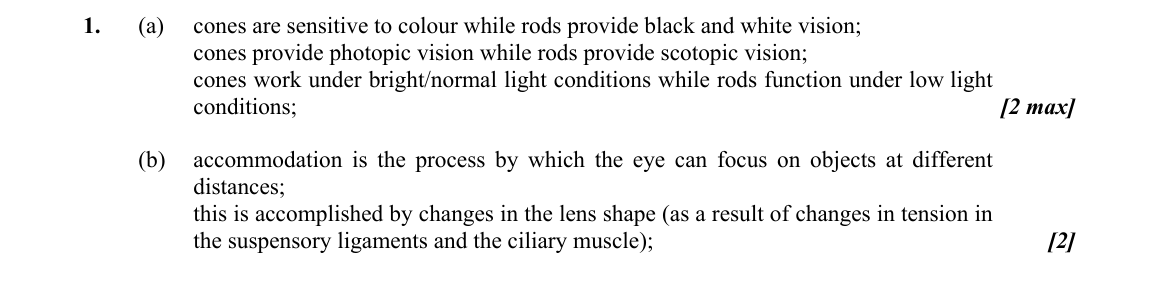 1. (a) cones are sensitive to colour while rods provide black and white vision;
cones provide photopic vision while rods provide scotopic vision;
cones work under bright/normal light conditions while rods function under low light
conditions; [2 max]
(b) accommodation is the process by which the eye can focus on objects at different
distances;
this is accomplished by changes in the lens shape (as a result of changes in tension in
the suspensory ligaments and the ciliary muscle); [2]